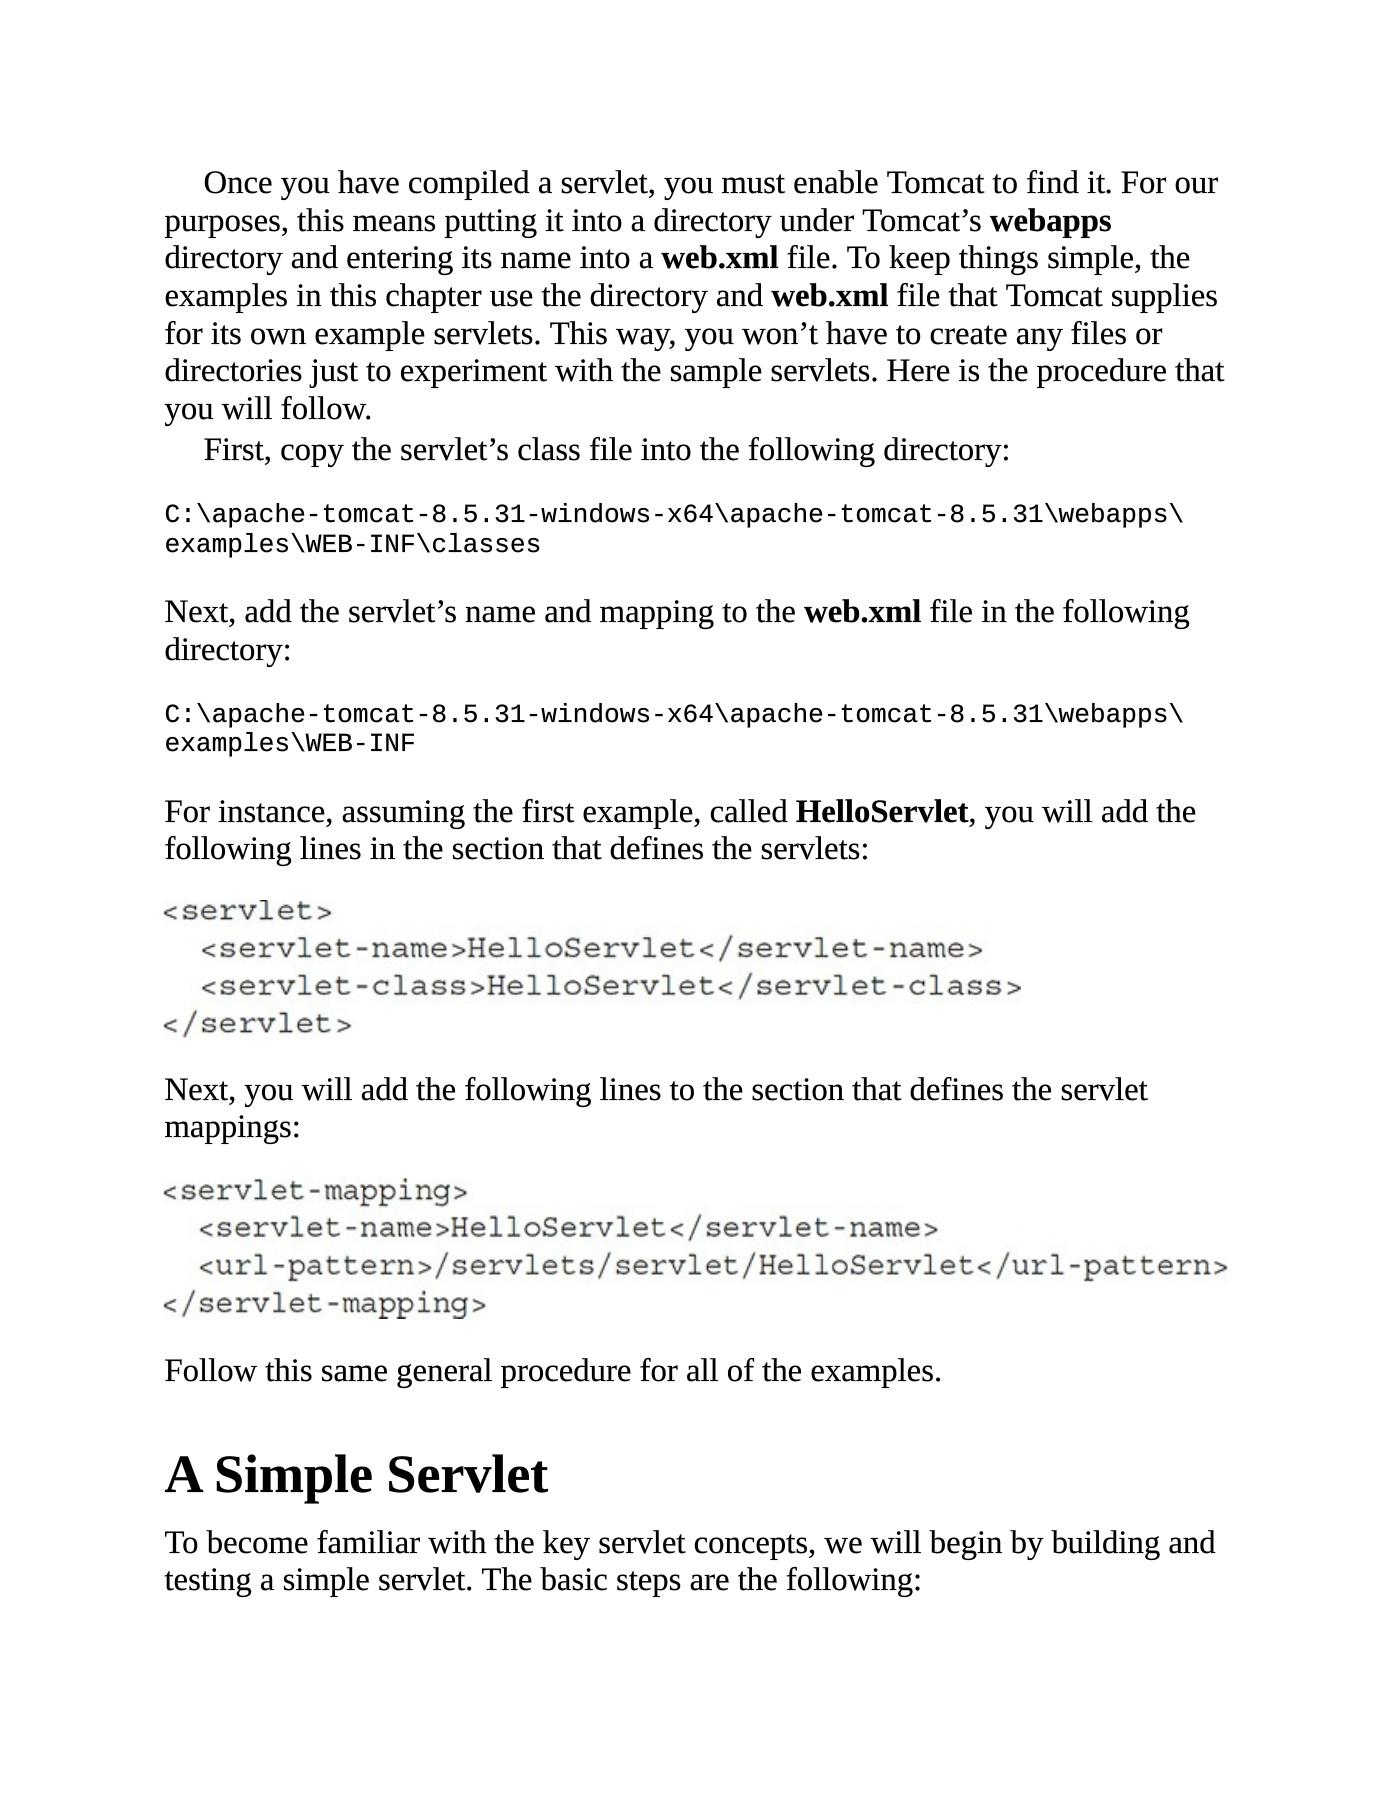 Once you have compiled a servlet, you must enable Tomcat to find it. For our
purposes, this means putting it into a directory under Tomcat’s webapps
directory and entering its name into a web.xml file. To keep things simple, the
examples in this chapter use the directory and web.xml file that Tomcat supplies
for its own example servlets. This way, you won’t have to create any files or
directories just to experiment with the sample servlets. Here is the procedure that
you will follow.
First, copy the servlet’s class file into the following directory:
C:\apache-tomcat-8.5.31-windows-x64\apache-tomcat-8.5.31\webapps\
examples\WEB-INF\classes
Next, add the servlet’s name and mapping to the web.xml file in the following
directory:
C:\apache-tomcat-8.5.31-windows-x64\apache-tomcat-8.5.31\webapps\
examples\WEB-INF
For instance, assuming the first example, called HelloServlet, you will add the
following lines in the section that defines the servlets:
<servlet>
  <servlet-name>HelloServlet</servlet-name>
  <servlet-class>HelloServlet</servlet-class>
</servlet>
Next, you will add the following lines to the section that defines the servlet
mappings:
<servlet-mapping>
  <servlet-name>HelloServlet</servlet-name>
  <url-pattern>/servlets/servlet/HelloServlet</url-pattern>
</servlet-mapping>
Follow this same general procedure for all of the examples.
A Simple Servlet
To become familiar with the key servlet concepts, we will begin by building and
testing a simple servlet. The basic steps are the following: